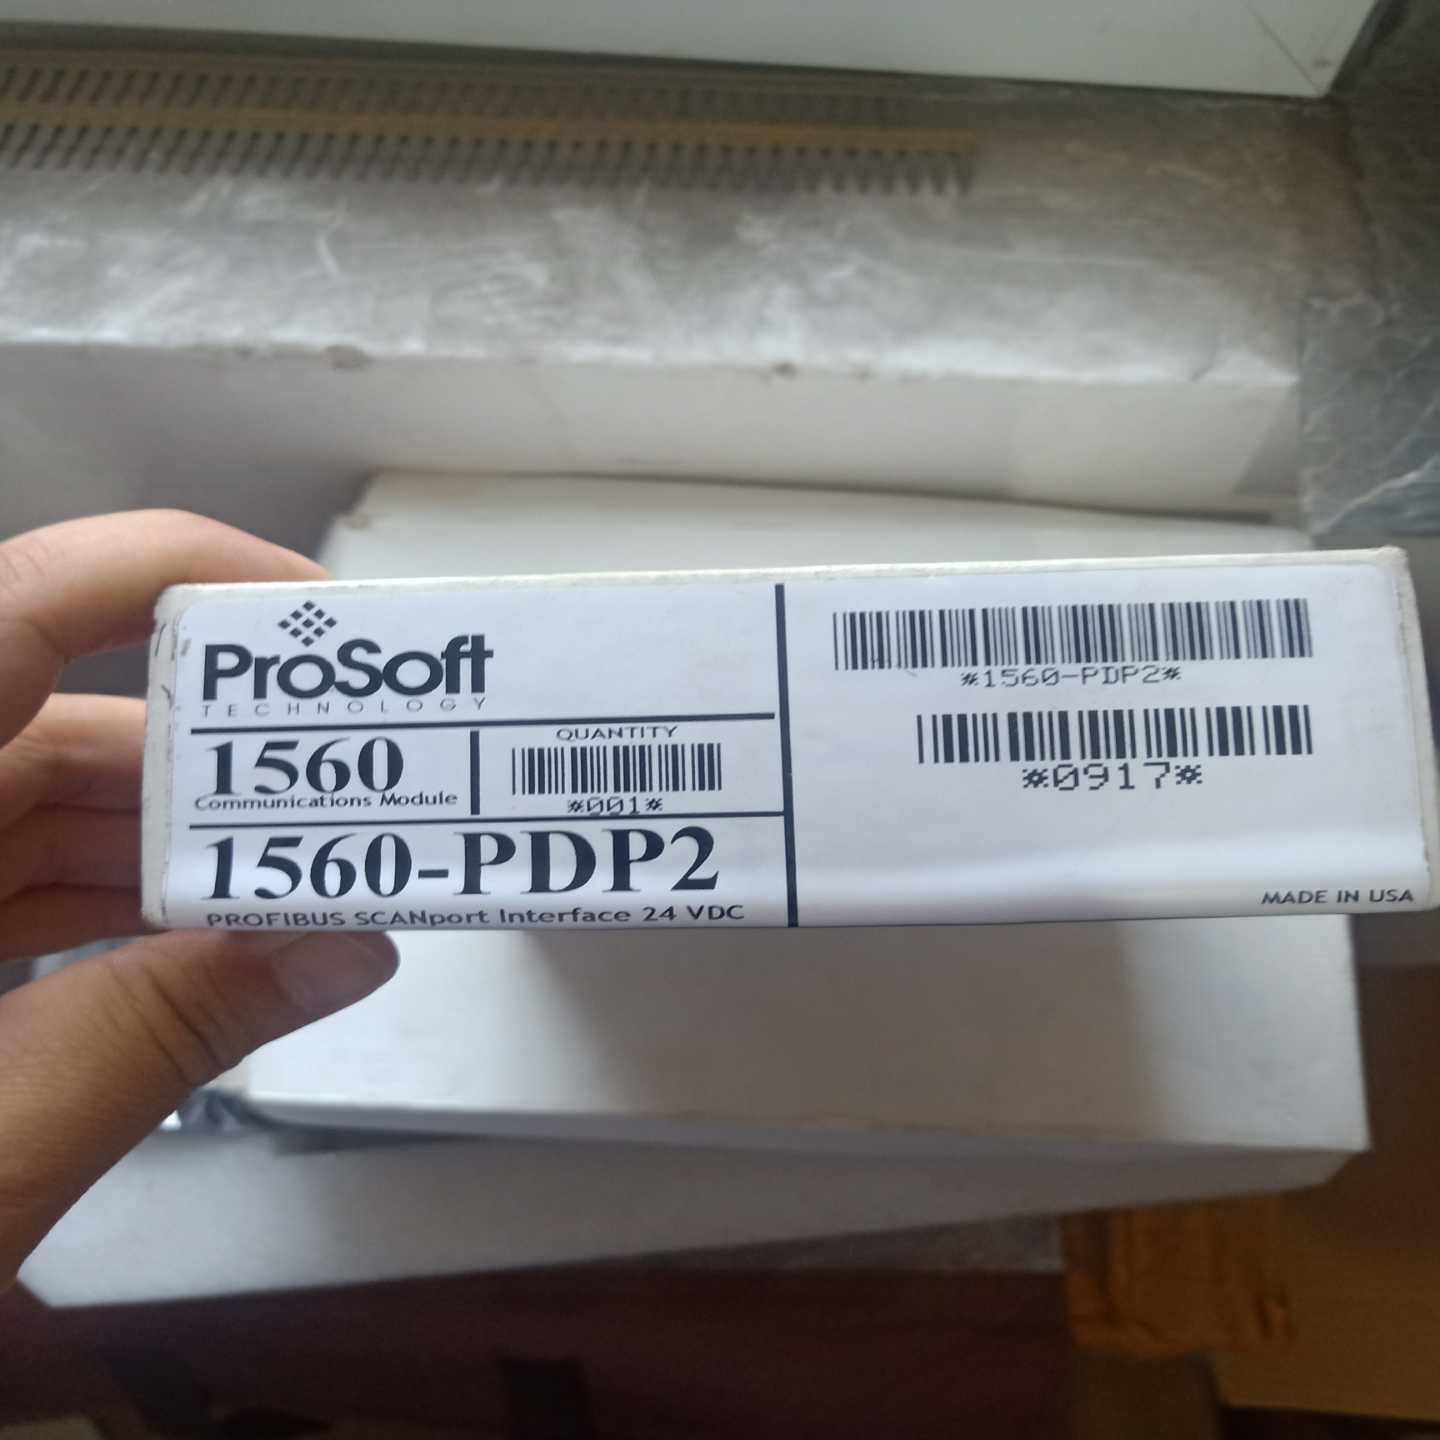 ProSoft
TECHNOLOGY
1560
Communications Module
QUANTITY
*001*
1560-PDP2
PROFIBUS SCANport Interface 24 VDC
*1560-PDP2*
*0917*
MADE IN USA